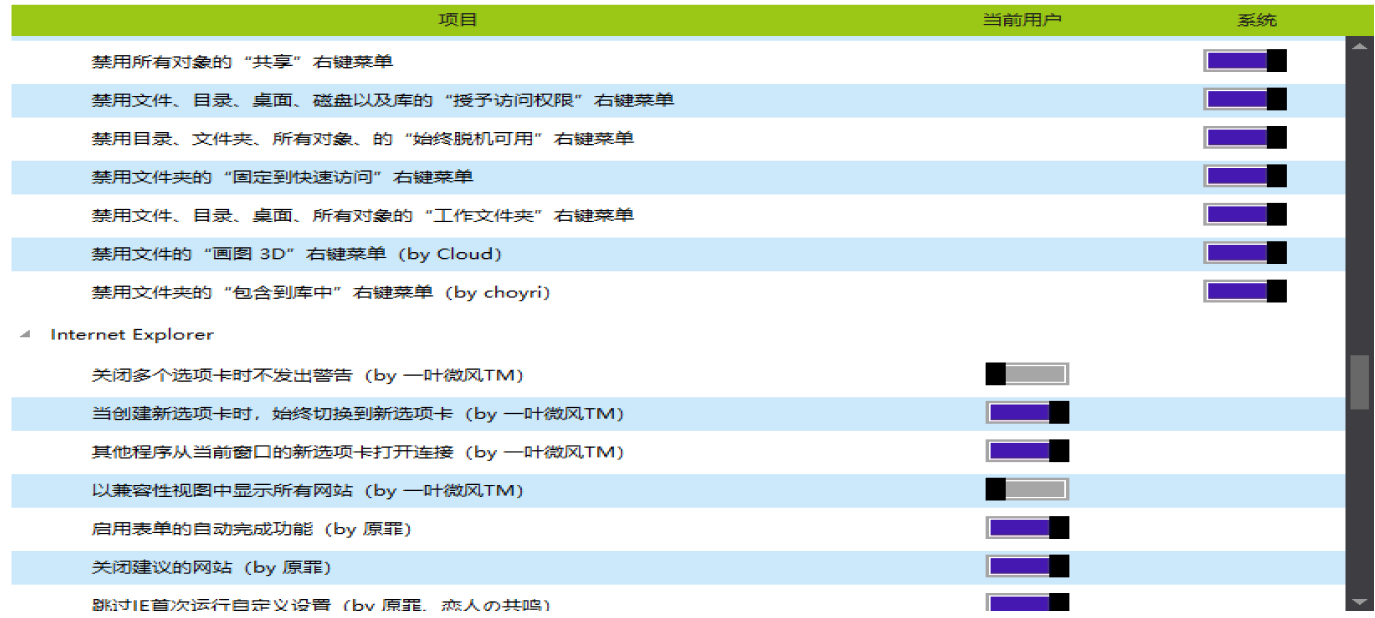 项目 当前用户 系统
禁用所有对象的“共享”右键菜单
禁用文件、目录、桌面、磁盘以及库的“授予访问权限”右键菜单
禁用目录、文件夹、所有对象、的“始终脱机可用”右键菜单
禁用文件夹的“固定到快速访问”右键菜单
禁用文件、目录、桌面、所有对象的“工作文件夹”右键菜单
禁用文件的“画图 3D”右键菜单 (by Cloud)
禁用文件夹的“包含到库中”右键菜单 (by choyri)
Internet Explorer
关闭多个选项卡时不发出警告 (by 一叶微风TM)
当创建新选项卡时，始终切换到新选项卡 (by 一叶微风TM)
其他程序从当前窗口的新选项卡打开连接 (by 一叶微风TM)
以兼容性视图中显示所有网站 (by 一叶微风TM)
启用表单的自动完成功能 (by 原罪)
关闭建议的网站 (by 原罪)
跳过IE首次运行自定义设置 (by 原罪，恋人の共鸣)